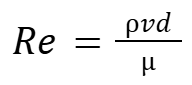 Re = ρvd/μ